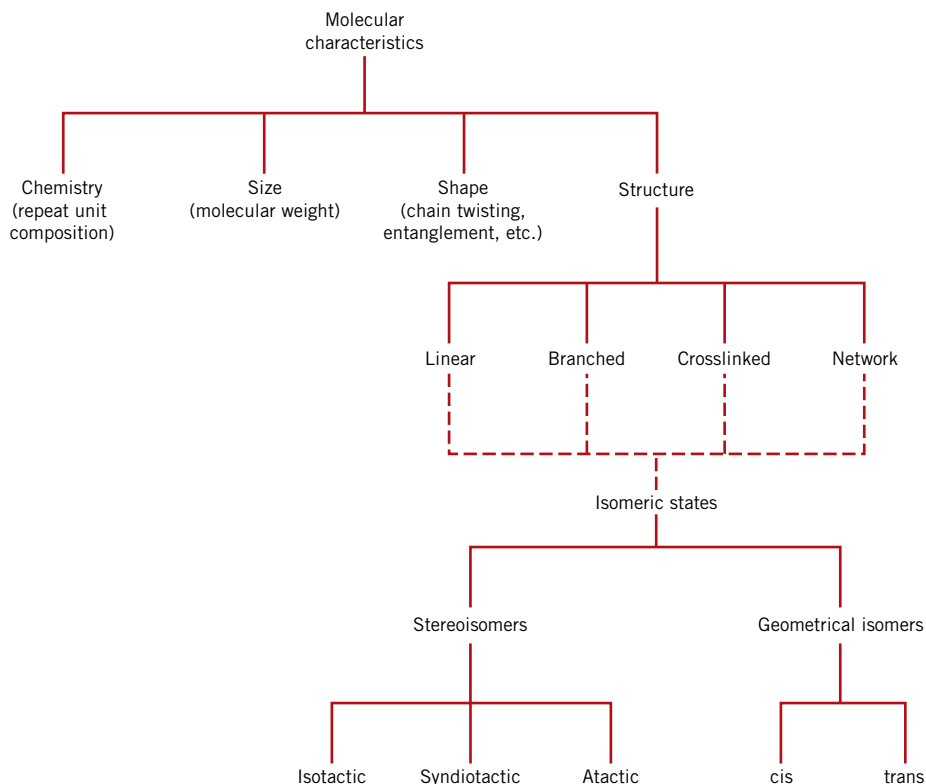 Molecular
characteristics
Chemistry
(repeat unit
composition)
Size
(molecular weight)
Shape
(chain twisting,
entanglement, etc.)
Structure
Linear
Branched
Crosslinked
Network
Isomeric states
Stereoisomers
Geometrical isomers
Isotactic
Syndiotactic
Atactic
cis
trans